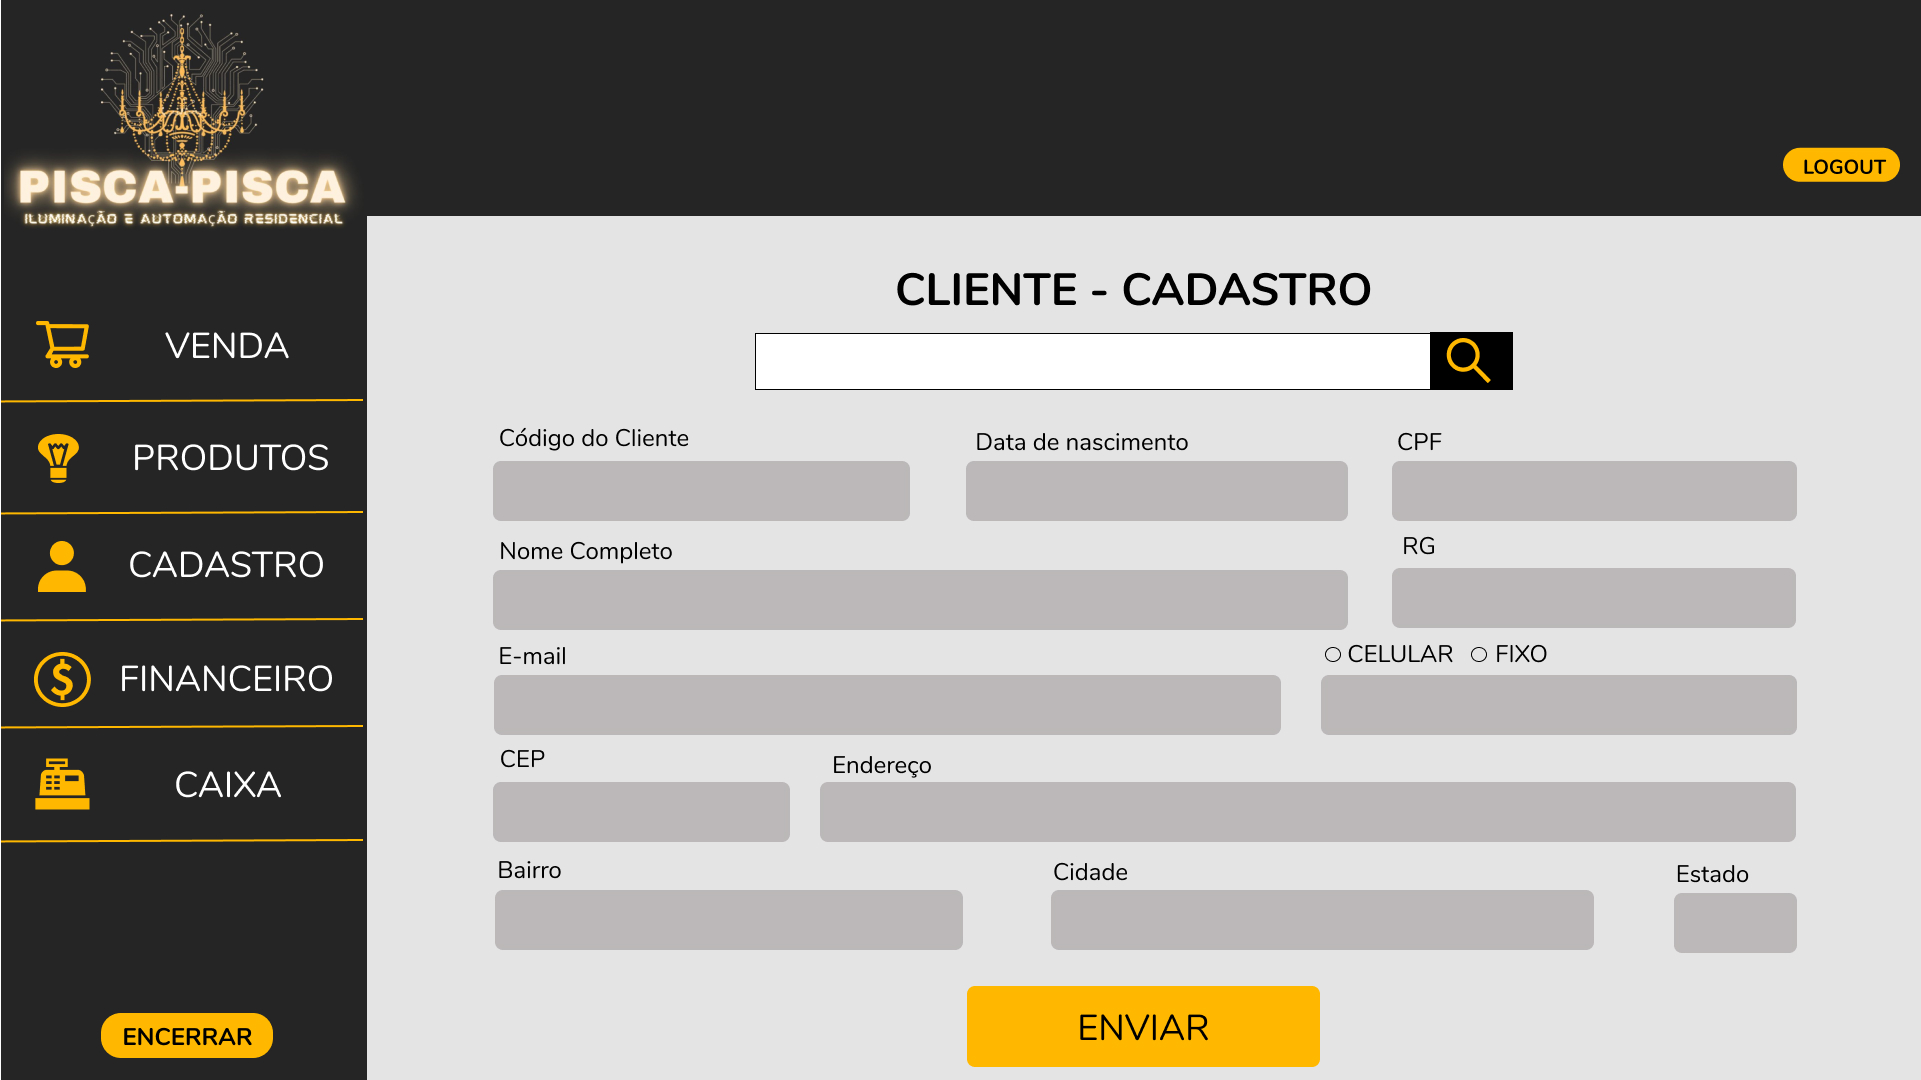 PISCA-PISCA
ILUMINAÇÃO E AUTOMAÇÃO RESIDENCIAL
LOGOUT
VENDA
PRODUTOS
CADASTRO
FINANCEIRO
CAIXA
ENCERRAR
CLIENTE - CADASTRO
Código do Cliente
Data de nascimento
CPF
Nome Completo
RG
E-mail
CELULAR FIXO
CEP
Endereço
Bairro
Cidade
Estado
ENVIAR